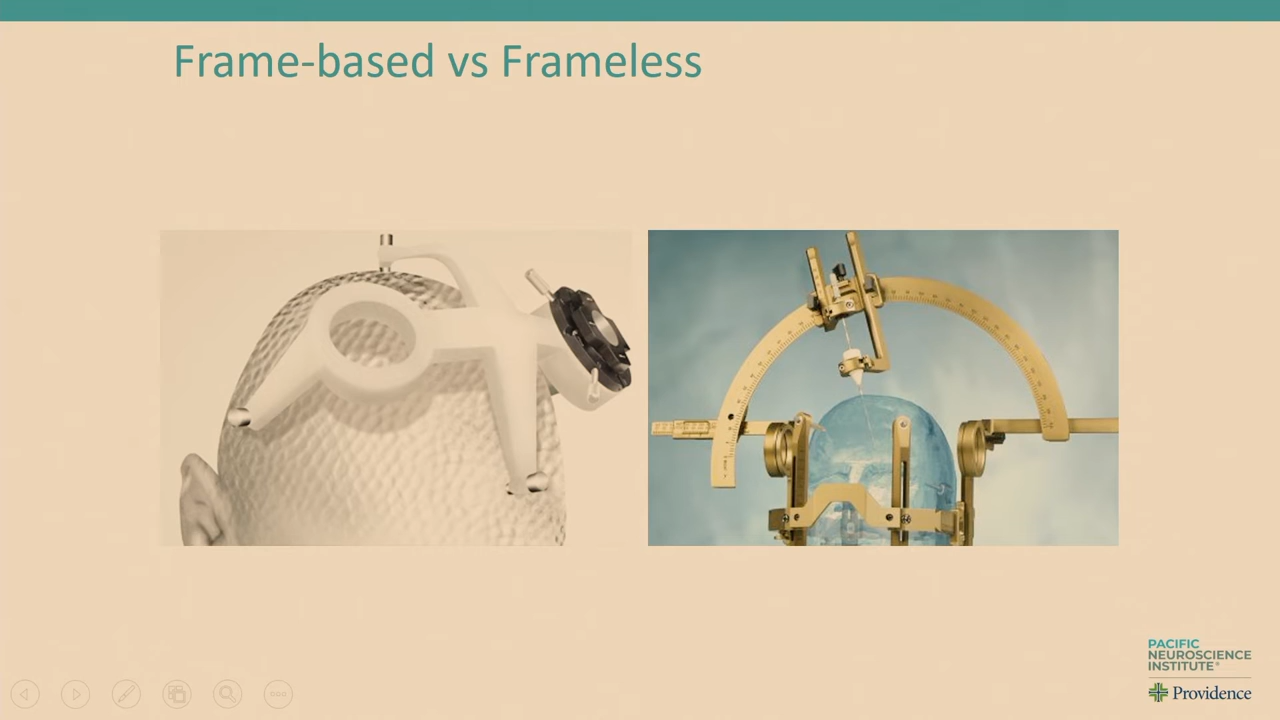 Frame-based vs Frameless
PACIFIC
NEUROSCIENCE
INSTITUTE®
Providence